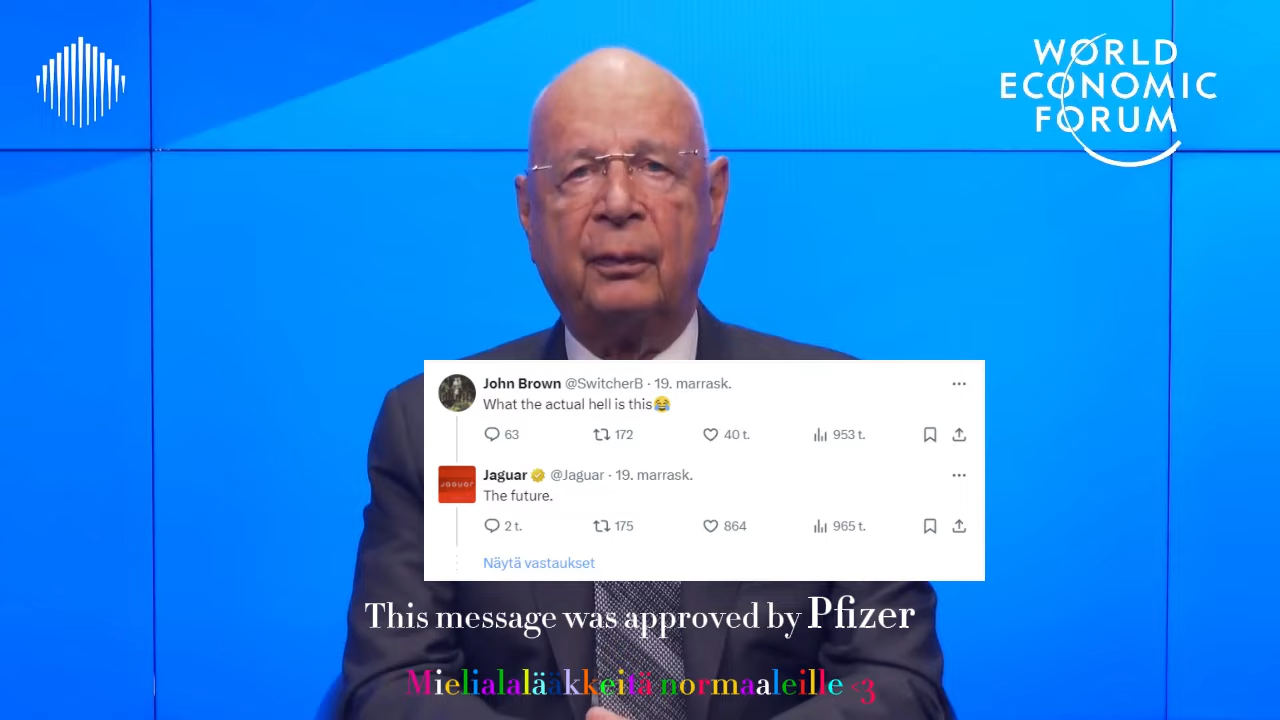 WORLD
ECONOMIC
FORUM
John Brown @SwitcherB · 19. marrask.
What the actual hell is this😂
63 172 40 t. 953 t.
JAGUAR
Jaguar @Jaguar · 19. marrask.
The future.
2 t. 175 864 965 t.
Näytä vastaukset
This message was approved by Pfizer
Mielialalääkkeitä normaaleille <3